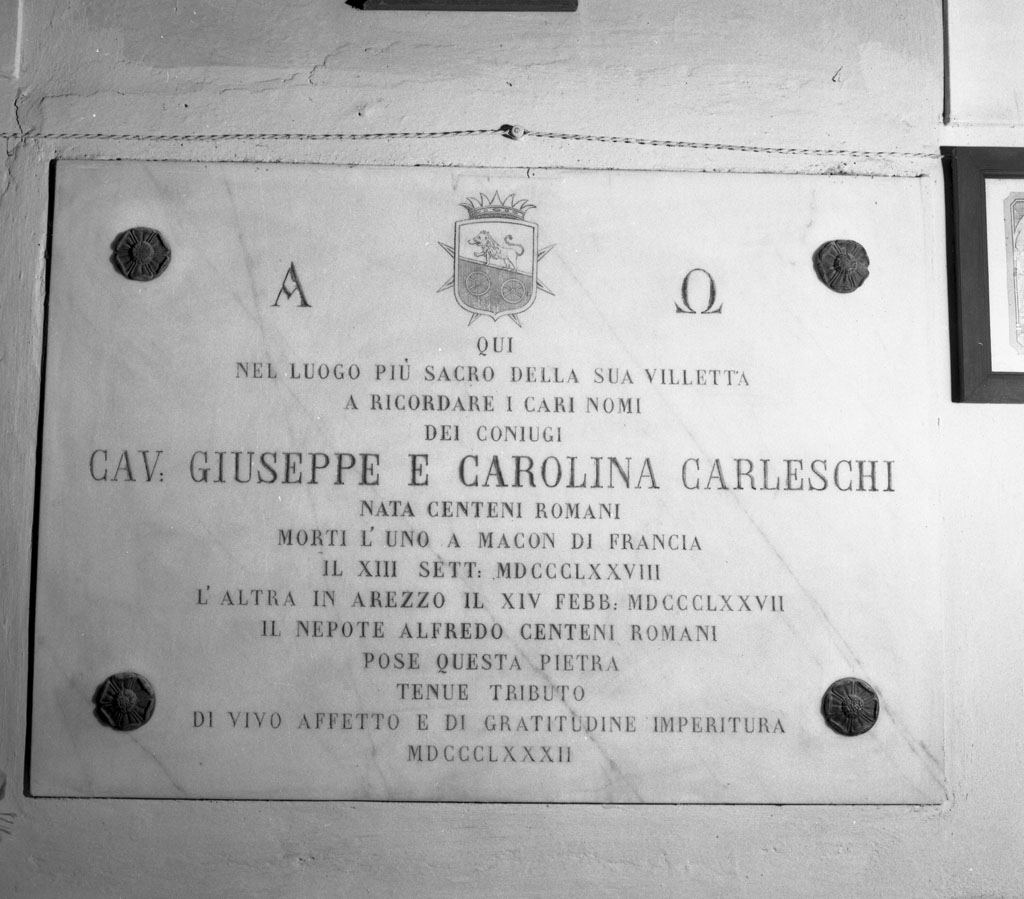 Α Ω
QUI
NEL LUOGO PIÙ SACRO DELLA SUA VILLETTA
A RICORDARE I CARI NOMI
DEI CONIUGI
CAV: GIUSEPPE E CAROLINA CARLESCHI
NATA CENTENI ROMANI
MORTI L'UNO A MACON DI FRANCIA
IL XIII SETT: MDCCCLXXVIII
L'ALTRA IN AREZZO IL XIV FEBB: MDCCCLXXVII
IL NEPOTE ALFREDO CENTENI ROMANI
POSE QUESTA PIETRA
TENUE TRIBUTO
DI VIVO AFFETTO E DI GRATITUDINE IMPERITURA
MDCCCLXXXII